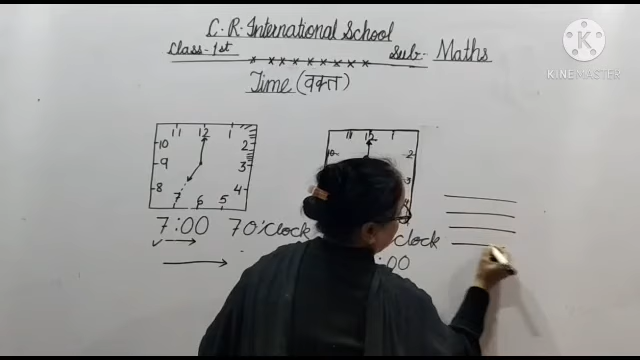 C. R. International School
Class-1st
Sub:- Maths
Time (वक्त)
11 12 1
10 2
9 3
8 4
7 6 5
7:00 7 O'clock
11 12 1
10 2
3
clock
:00
KINEMASTER